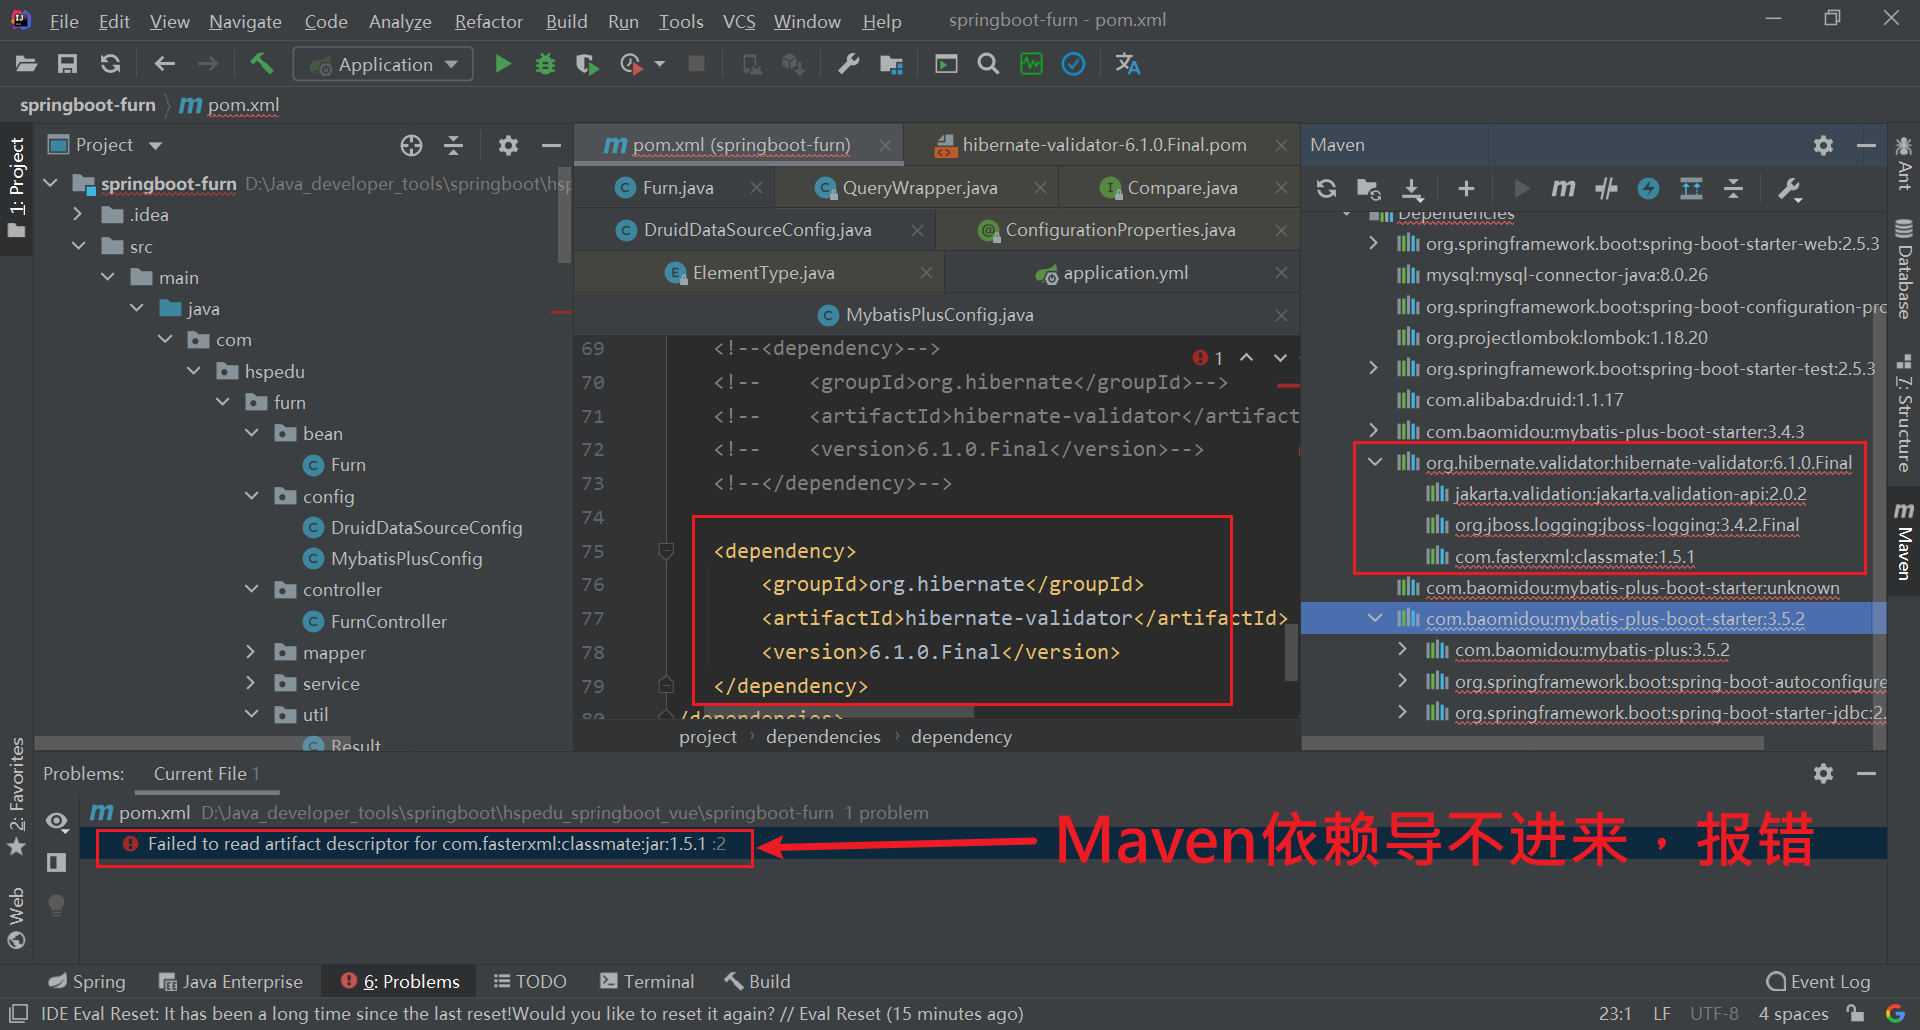 File Edit View Navigate Code Analyze Refactor Build Run Tools VCS Window Help springboot-furn - pom.xml
Application
springboot-furn pom.xml
1: Project
Project
springboot-furn D:\Java_developer_tools\springboot\hsp
.idea
src
main
java
com
hspedu
furn
bean
Furn
config
DruidDataSourceConfig
MybatisPlusConfig
controller
FurnController
mapper
service
util
Result
pom.xml (springboot-furn) hibernate-validator-6.1.0.Final.pom
Furn.java QueryWrapper.java Compare.java
DruidDataSourceConfig.java ConfigurationProperties.java
ElementType.java application.yml
MybatisPlusConfig.java
1
69 <!--<dependency>-->
70 <!-- <groupId>org.hibernate</groupId>-->
71 <!-- <artifactId>hibernate-validator</artifact
72 <!-- <version>6.1.0.Final</version>-->
73 <!--</dependency>-->
74
75 <dependency>
76 <groupId>org.hibernate</groupId>
77 <artifactId>hibernate-validator</artifactId>
78 <version>6.1.0.Final</version>
79 </dependency>
80 /dependencies>
project dependencies dependency
Maven
Dependencies
org.springframework.boot:spring-boot-starter-web:2.5.3
mysql:mysql-connector-java:8.0.26
org.springframework.boot:spring-boot-configuration-pro
org.projectlombok:lombok:1.18.20
org.springframework.boot:spring-boot-starter-test:2.5.3
com.alibaba:druid:1.1.17
com.baomidou:mybatis-plus-boot-starter:3.4.3
org.hibernate.validator:hibernate-validator:6.1.0.Final
jakarta.validation:jakarta.validation-api:2.0.2
org.jboss.logging:jboss-logging:3.4.2.Final
com.fasterxml:classmate:1.5.1
com.baomidou:mybatis-plus-boot-starter:unknown
com.baomidou:mybatis-plus-boot-starter:3.5.2
com.baomidou:mybatis-plus:3.5.2
org.springframework.boot:spring-boot-autoconfigure
org.springframework.boot:spring-boot-starter-jdbc:2.
Ant
Database
7: Structure
Maven
2: Favorites
Web
Problems: Current File 1
pom.xml D:\Java_developer_tools\springboot\hspedu_springboot_vue\springboot-furn 1 problem
Failed to read artifact descriptor for com.fasterxml:classmate:jar:1.5.1 :2
Maven依赖导不进来，报错
Spring Java Enterprise 6: Problems TODO Terminal Build Event Log
IDE Eval Reset: It has been a long time since the last reset!Would you like to reset it again? // Eval Reset (15 minutes ago) 23:1 LF UTF-8 4 spaces